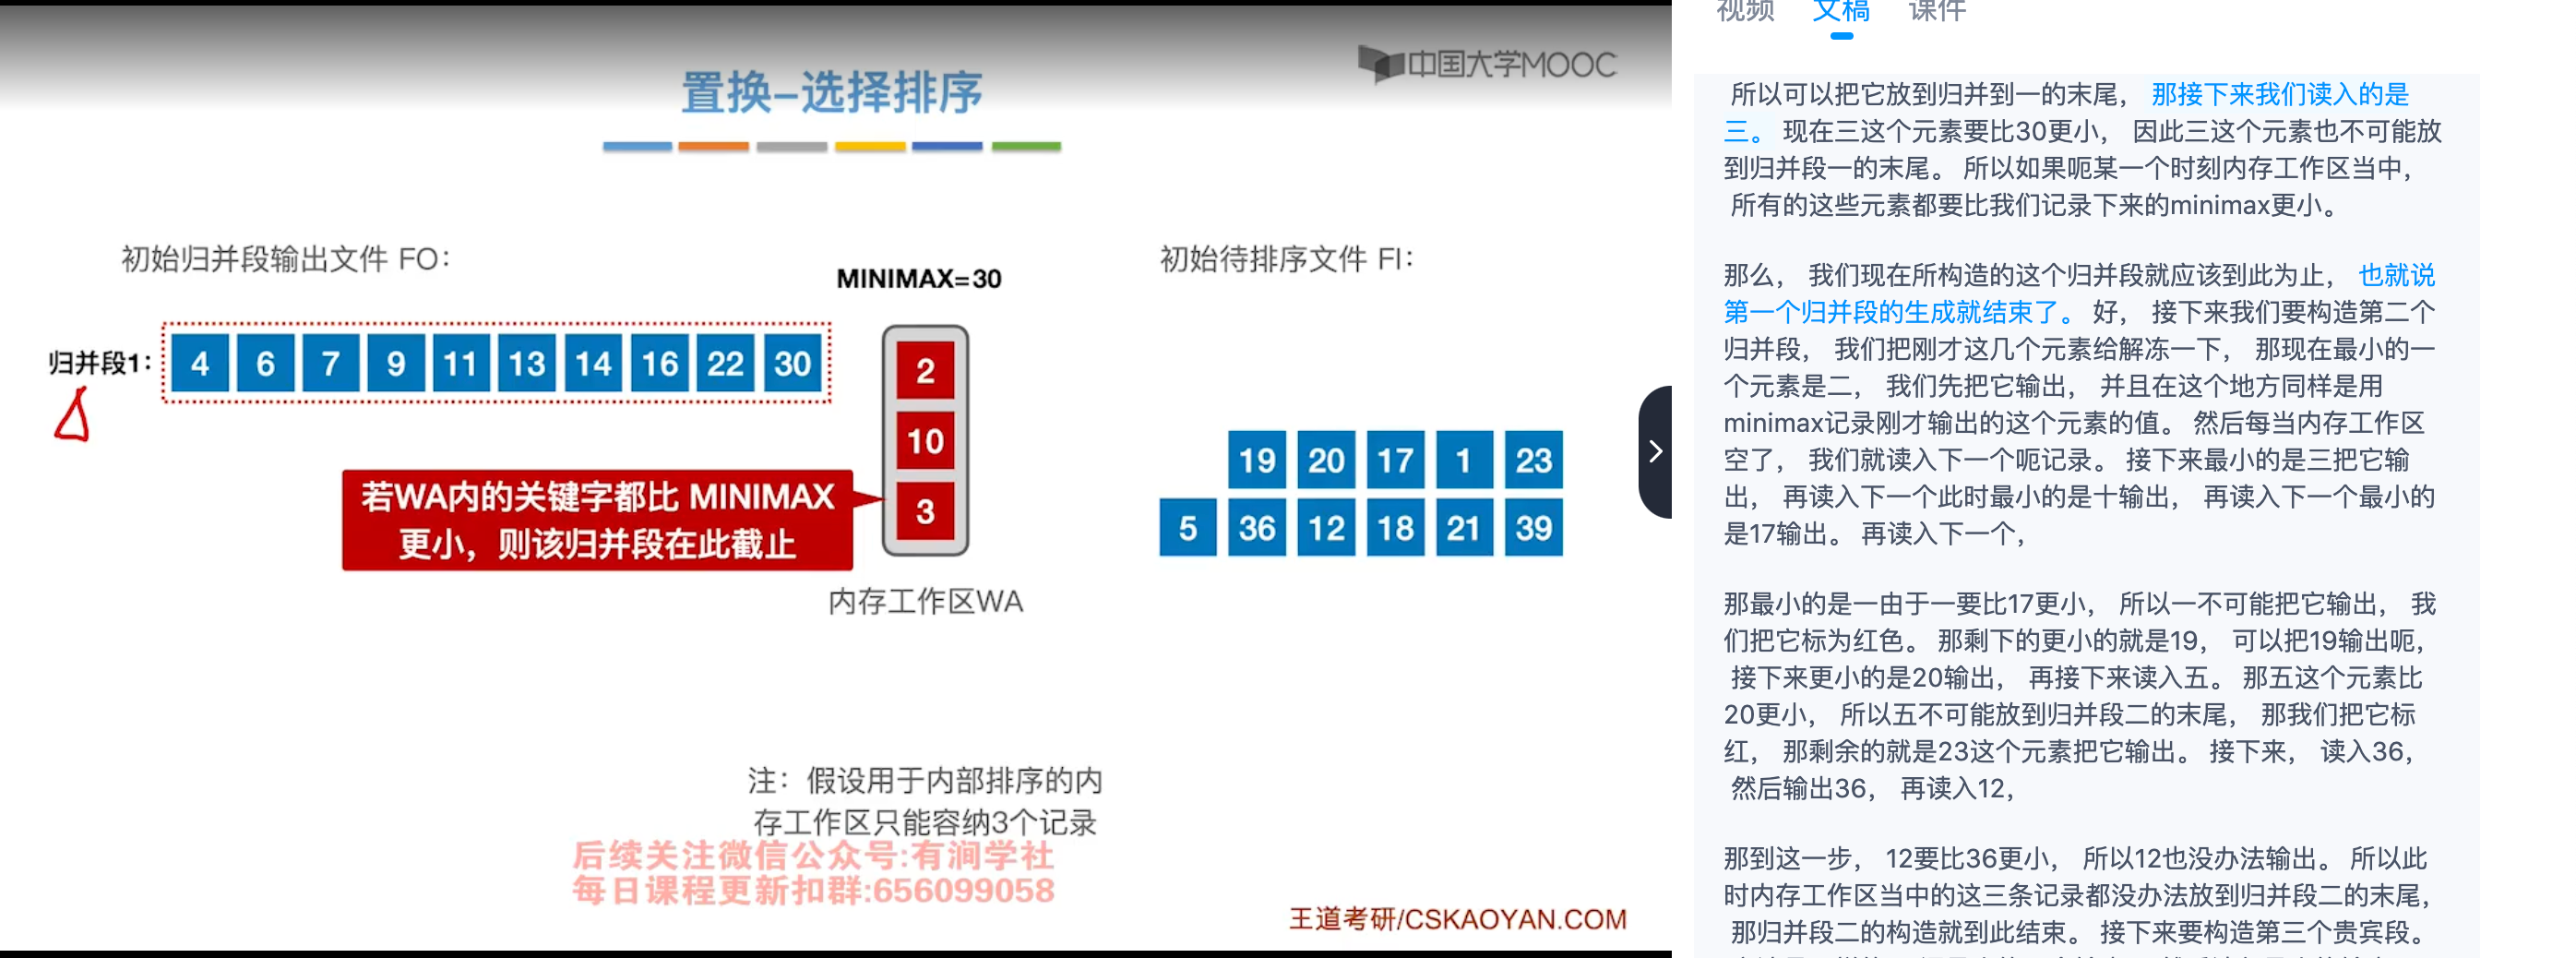 中国大学MOOC
置换–选择排序
初始归并段输出文件 FO：
MINIMAX=30
初始待排序文件 FI：
归并段1：
4 6 7 9 11 13 14 16 22 30
2
10
3
若WA内的关键字都比 MINIMAX
更小，则该归并段在此截止
内存工作区WA
19 20 17 1 23
5 36 12 18 21 39
注：假设用于内部排序的内
存工作区只能容纳3个记录
后续关注微信公众号:有涧学社
每日课程更新扣群:656099058
王道考研/CSKAOYAN.COM
视频 文稿 课件
所以可以把它放到归并到一的末尾， 那接下来我们读入的是
三。 现在三这个元素要比30更小， 因此三这个元素也不可能放
到归并段一的末尾。 所以如果呃某一个时刻内存工作区当中，
所有的这些元素都要比我们记录下来的minimax更小。
那么， 我们现在所构造的这个归并段就应该到此为止， 也就说
第一个归并段的生成就结束了。 好， 接下来我们要构造第二个
归并段， 我们把刚才这几个元素给解冻一下， 那现在最小的一
个元素是二， 我们先把它输出， 并且在这个地方同样是用
minimax记录刚才输出的这个元素的值。 然后每当内存工作区
空了， 我们就读入下一个呃记录。 接下来最小的是三把它输
出， 再读入下一个此时最小的是十输出， 再读入下一个最小的
是17输出。 再读入下一个，
那最小的是一由于一要比17更小， 所以一不可能把它输出， 我
们把它标为红色。 那剩下的更小的就是19， 可以把19输出呃，
接下来更小的是20输出， 再接下来读入五。 那五这个元素比
20更小， 所以五不可能放到归并段二的末尾， 那我们把它标
红， 那剩余的就是23这个元素把它输出。 接下来， 读入36，
然后输出36， 再读入12，
那到这一步， 12要比36更小， 所以12也没办法输出。 所以此
时内存工作区当中的这三条记录都没办法放到归并段二的末尾，
那归并段二的构造就到此结束。 接下来要构造第三个贵宾段。